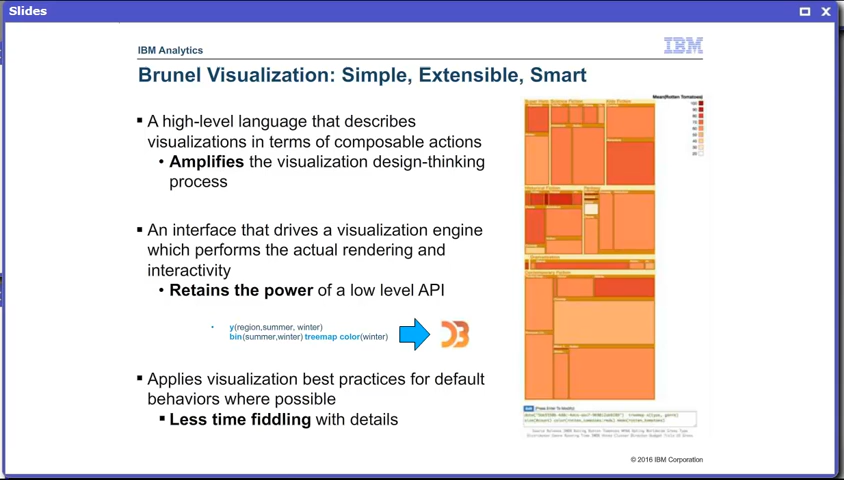 Slides
IBM Analytics
IBM
Brunel Visualization: Simple, Extensible, Smart
▪ A high-level language that describes
visualizations in terms of composable actions
• Amplifies the visualization design-thinking
process
▪ An interface that drives a visualization engine
which performs the actual rendering and
interactivity
• Retains the power of a low level API
• y(region,summer, winter)
bin(summer,winter) treemap color(winter)
▪ Applies visualization best practices for default
behaviors where possible
▪ Less time fiddling with details
Mean(Rotten Tomatoes)
© 2016 IBM Corporation